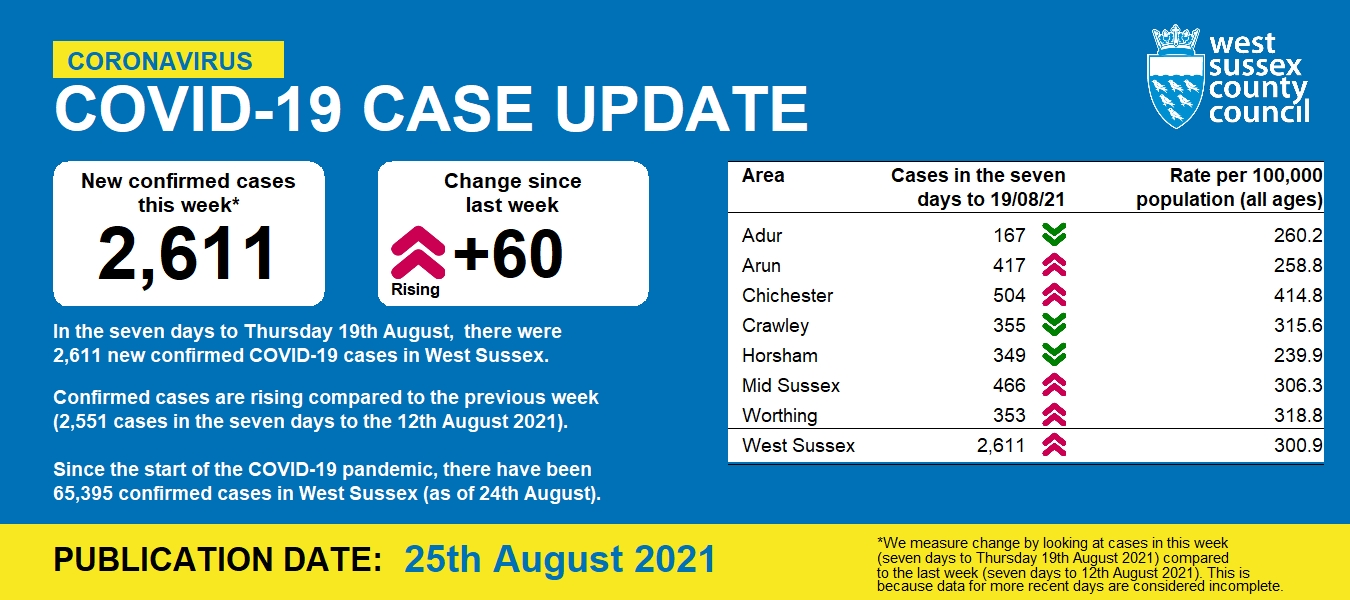 CORONAVIRUS
COVID-19 CASE UPDATE
west
sussex
county
council
New confirmed cases
this week*
2,611
Change since
last week
+60
Rising
In the seven days to Thursday 19th August, there were
2,611 new confirmed COVID-19 cases in West Sussex.
Confirmed cases are rising compared to the previous week
(2,551 cases in the seven days to the 12th August 2021).
Since the start of the COVID-19 pandemic, there have been
65,395 confirmed cases in West Sussex (as of 24th August).
Area Cases in the seven Rate per 100,000
days to 19/08/21 population (all ages)
Adur 167 260.2
Arun 417 258.8
Chichester 504 414.8
Crawley 355 315.6
Horsham 349 239.9
Mid Sussex 466 306.3
Worthing 353 318.8
West Sussex 2,611 300.9
PUBLICATION DATE: 25th August 2021
*We measure change by looking at cases in this week
(seven days to Thursday 19th August 2021) compared
to the last week (seven days to 12th August 2021). This is
because data for more recent days are considered incomplete.